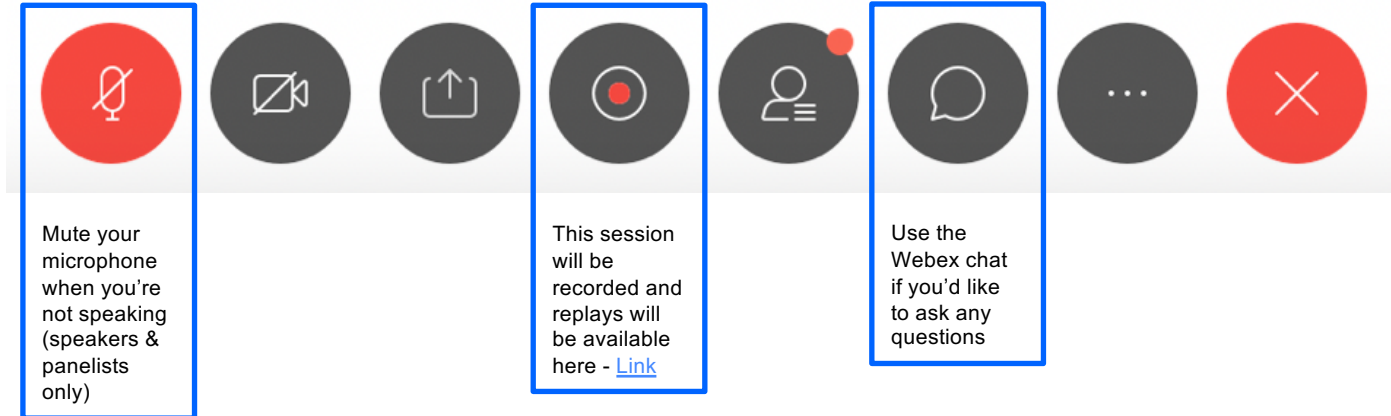 Mute your
microphone
when you’re
not speaking
(speakers &
panelists
only)
This session
will be
recorded and
replays will
be available
here - Link
Use the
Webex chat
if you’d like
to ask any
questions